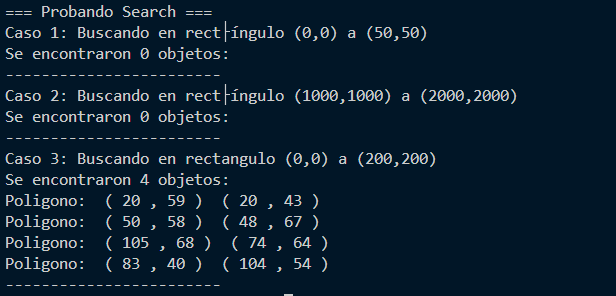 === Probando Search ===
Caso 1: Buscando en rect├íngulo (0,0) a (50,50)
Se encontraron 0 objetos:
------------------------
Caso 2: Buscando en rect├íngulo (1000,1000) a (2000,2000)
Se encontraron 0 objetos:
------------------------
Caso 3: Buscando en rectangulo (0,0) a (200,200)
Se encontraron 4 objetos:
Poligono:  ( 20 , 59 )  ( 20 , 43 )
Poligono:  ( 50 , 58 )  ( 48 , 67 )
Poligono:  ( 105 , 68 )  ( 74 , 64 )
Poligono:  ( 83 , 40 )  ( 104 , 54 )
------------------------